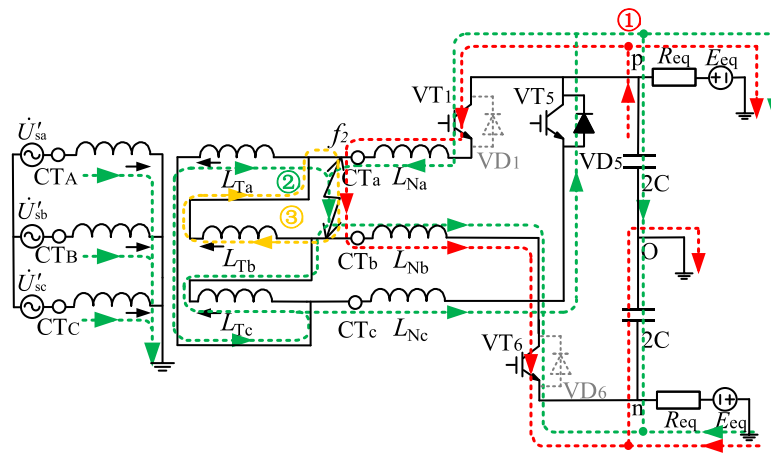 ①
p
R_eq
E_eq
VT1
VT5
f2
U̇'sa
CTA
LTa
②
CTa
LNa
VD1
VD5
2C
③
U̇'sb
CTB
LTb
CTb
LNb
O
U̇'sc
CTC
LTc
CTc
LNc
2C
VT6
VD6
n
R_eq
E_eq